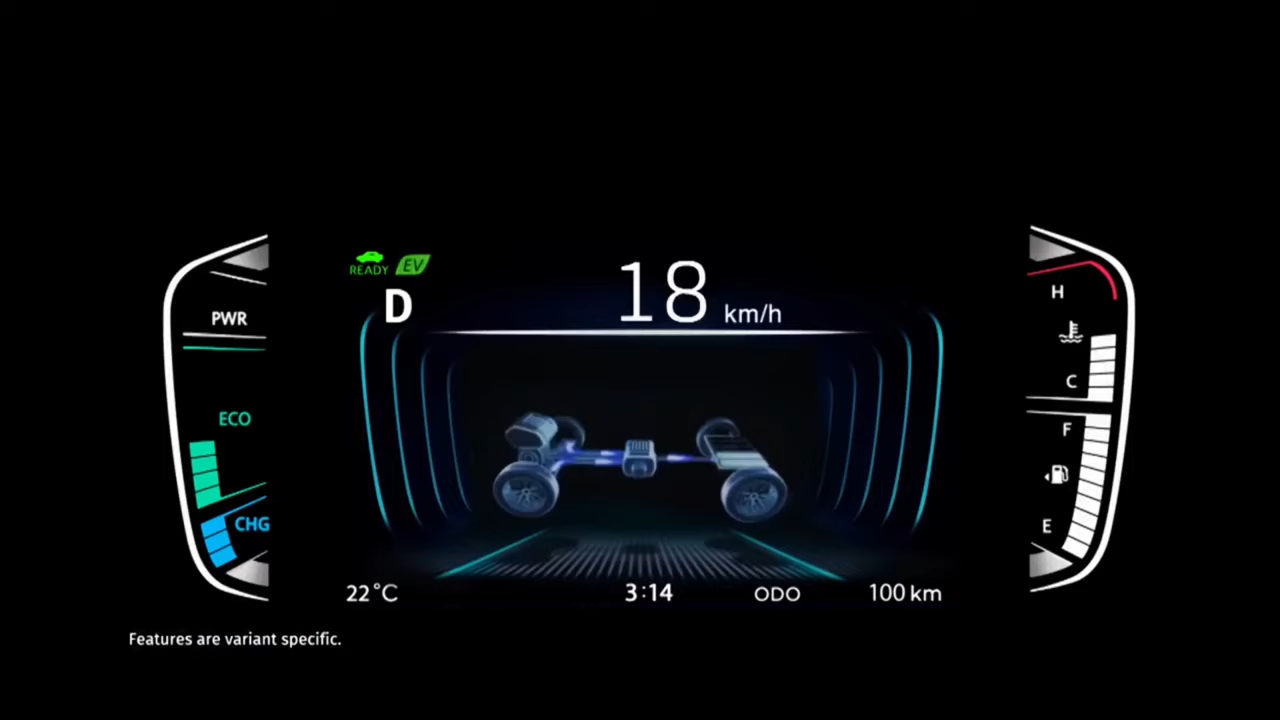 READY EV
D
18 km/h
PWR
ECO
CHG
H
C
F
E
22°C 3:14 ODO 100 km
Features are variant specific.